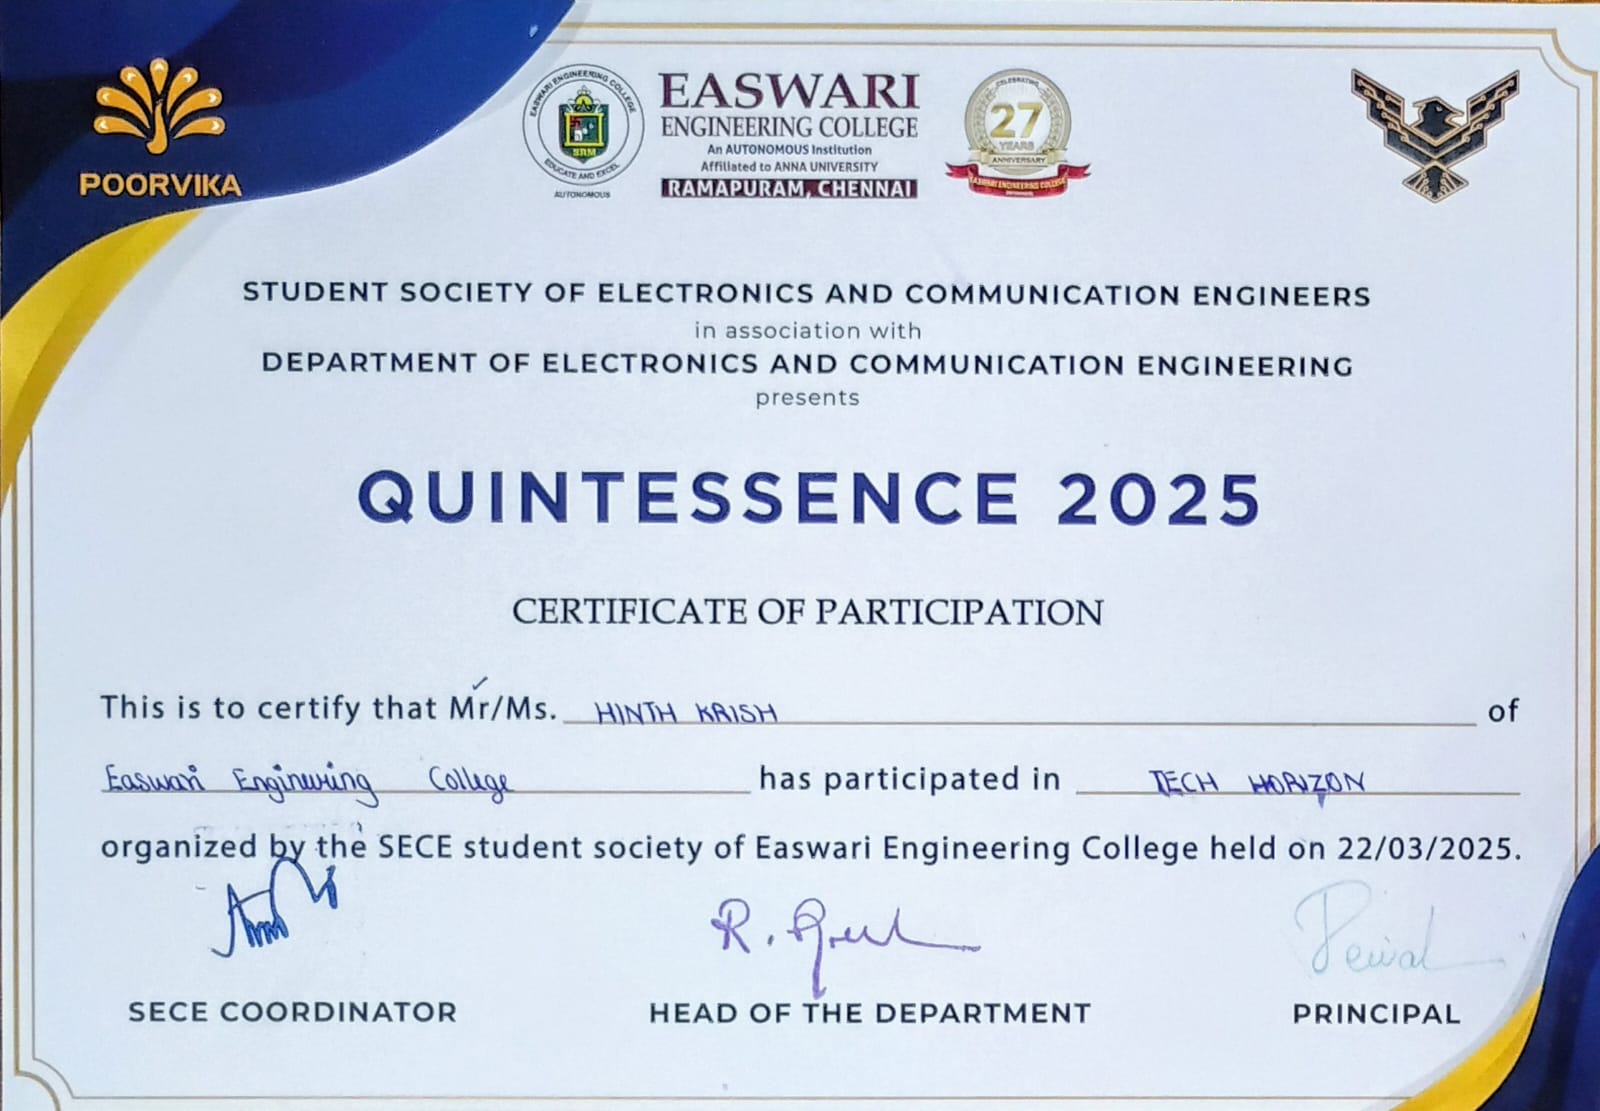 POORVIKA
EASWARI ENGINEERING COLLEGE
SRM
EDUCATE AND EXCEL
AUTONOMOUS
EASWARI
ENGINEERING COLLEGE
An AUTONOMOUS Institution
Affiliated to ANNA UNIVERSITY
RAMAPURAM, CHENNAI
CELEBRATING
27
YEARS
ANNIVERSARY
EASWARI ENGINEERING COLLEGE
STUDENT SOCIETY OF ELECTRONICS AND COMMUNICATION ENGINEERS
in association with
DEPARTMENT OF ELECTRONICS AND COMMUNICATION ENGINEERING
presents
QUINTESSENCE 2025
CERTIFICATE OF PARTICIPATION
This is to certify that Mr/Ms. HINTH KRISH of
Easwari Engineering College has participated in TECH HORIZON
organized by the SECE student society of Easwari Engineering College held on 22/03/2025.
R.
SECE COORDINATOR
HEAD OF THE DEPARTMENT
PRINCIPAL